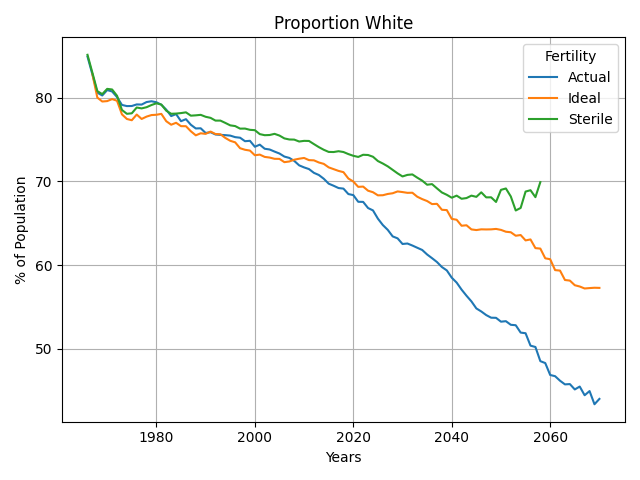 Proportion White
% of Population
80
70
60
50
Fertility
Actual
Ideal
Sterile
1980
2000
2020
2040
2060
Years